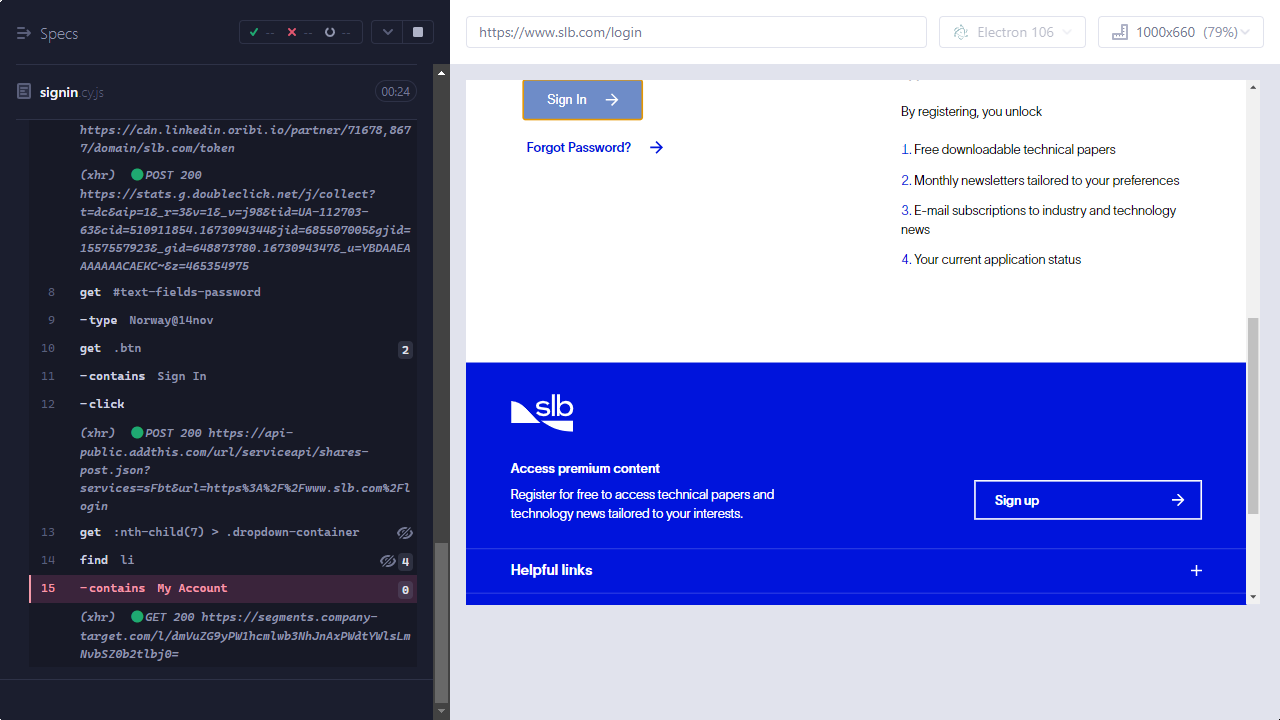 Specs
--
--
--
https://www.slb.com/login
Electron 106
1000x660 (79%)
signin.cy.js
00:24
https://cdn.linkedin.oribi.io/partner/71678,867
7/domain/slb.com/token
(xhr) POST 200
https://stats.g.doubleclick.net/j/collect?
t=dc&aip=1&_r=3&v=1&_v=j98&tid=UA-112703-
63&cid=510911854.1673094344&jid=685507005&gjid=
1557557923&_gid=648873780.1673094347&_u=YBDAAEA
AAAAAACAEKC~&z=465354975
8 get #text-fields-password
9 -type Norway@14nov
10 get .btn 2
11 -contains Sign In
12 -click
(xhr) POST 200 https://api-
public.addthis.com/url/serviceapi/shares-
post.json?
services=sFbt&url=https%3A%2F%2Fwww.slb.com%2Fl
ogin
13 get :nth-child(7) > .dropdown-container
14 find li 4
15 -contains My Account 0
(xhr) GET 200 https://segments.company-
target.com/l/dmVuZG9yPW1hcmlwb3NhJnAxPWdtYWlsLm
NvbSZ0b2tlbj0=
Sign In
Forgot Password?
By registering, you unlock
1. Free downloadable technical papers
2. Monthly newsletters tailored to your preferences
3. E-mail subscriptions to industry and technology
news
4. Your current application status
slb
Access premium content
Register for free to access technical papers and
technology news tailored to your interests.
Sign up
Helpful links